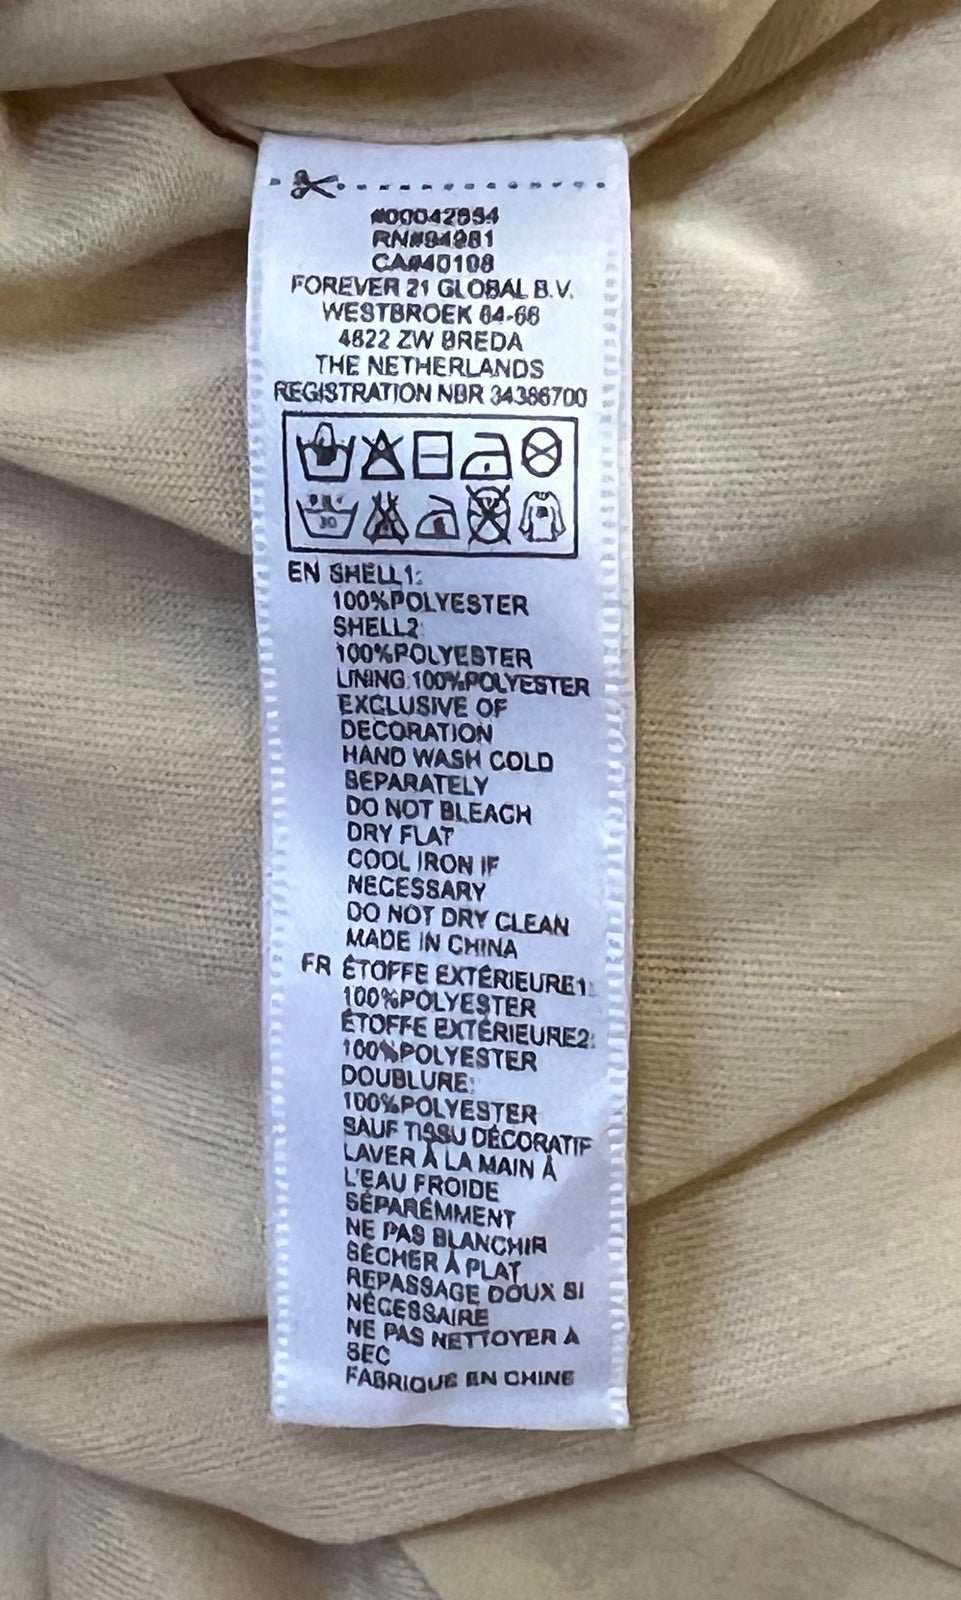 #00042854
RN#94981
CA#40108
FOREVER 21 GLOBAL B.V.
WESTBROEK 64-66
4822 ZW BREDA
THE NETHERLANDS
REGISTRATION NBR 34386700
30
EN SHELL1:
100%POLYESTER
SHELL2:
100%POLYESTER
LINING:100%POLYESTER
EXCLUSIVE OF
DECORATION
HAND WASH COLD
SEPARATELY
DO NOT BLEACH
DRY FLAT
COOL IRON IF
NECESSARY
DO NOT DRY CLEAN
MADE IN CHINA
FR ÉTOFFE EXTÉRIEURE1:
100%POLYESTER
ÉTOFFE EXTÉRIEURE2:
100%POLYESTER
DOUBLURE:
100%POLYESTER
SAUF TISSU DÉCORATIF
LAVER À LA MAIN À
L'EAU FROIDE
SÉPARÉMMENT
NE PAS BLANCHIR
SÉCHER À PLAT
REPASSAGE DOUX SI
NÉCESSAIRE
NE PAS NETTOYER À
SEC
FABRIQUE EN CHINE